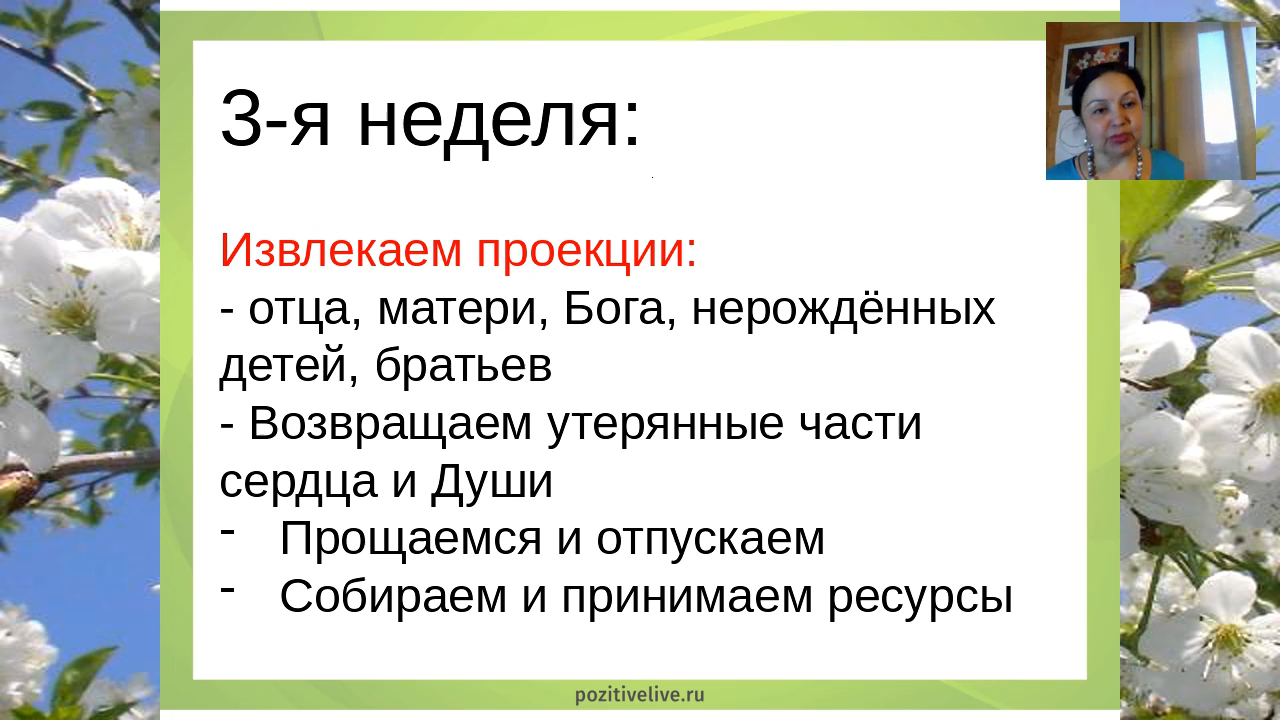 3-я неделя:
Извлекаем проекции:
- отца, матери, Бога, нерождённых
детей, братьев
- Возвращаем утерянные части
сердца и Души
- Прощаемся и отпускаем
- Собираем и принимаем ресурсы
pozitivelive.ru